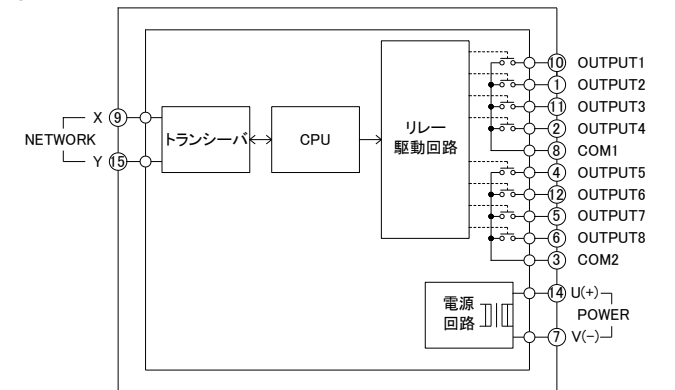 NETWORK
X ⑨
Y ⑮
トランシーバ
CPU
リレー
駆動回路
⑩ OUTPUT1
① OUTPUT2
⑪ OUTPUT3
② OUTPUT4
⑧ COM1
④ OUTPUT5
⑫ OUTPUT6
⑤ OUTPUT7
⑥ OUTPUT8
③ COM2
電源
回路
⑭ U(+)
POWER
⑦ V(−)